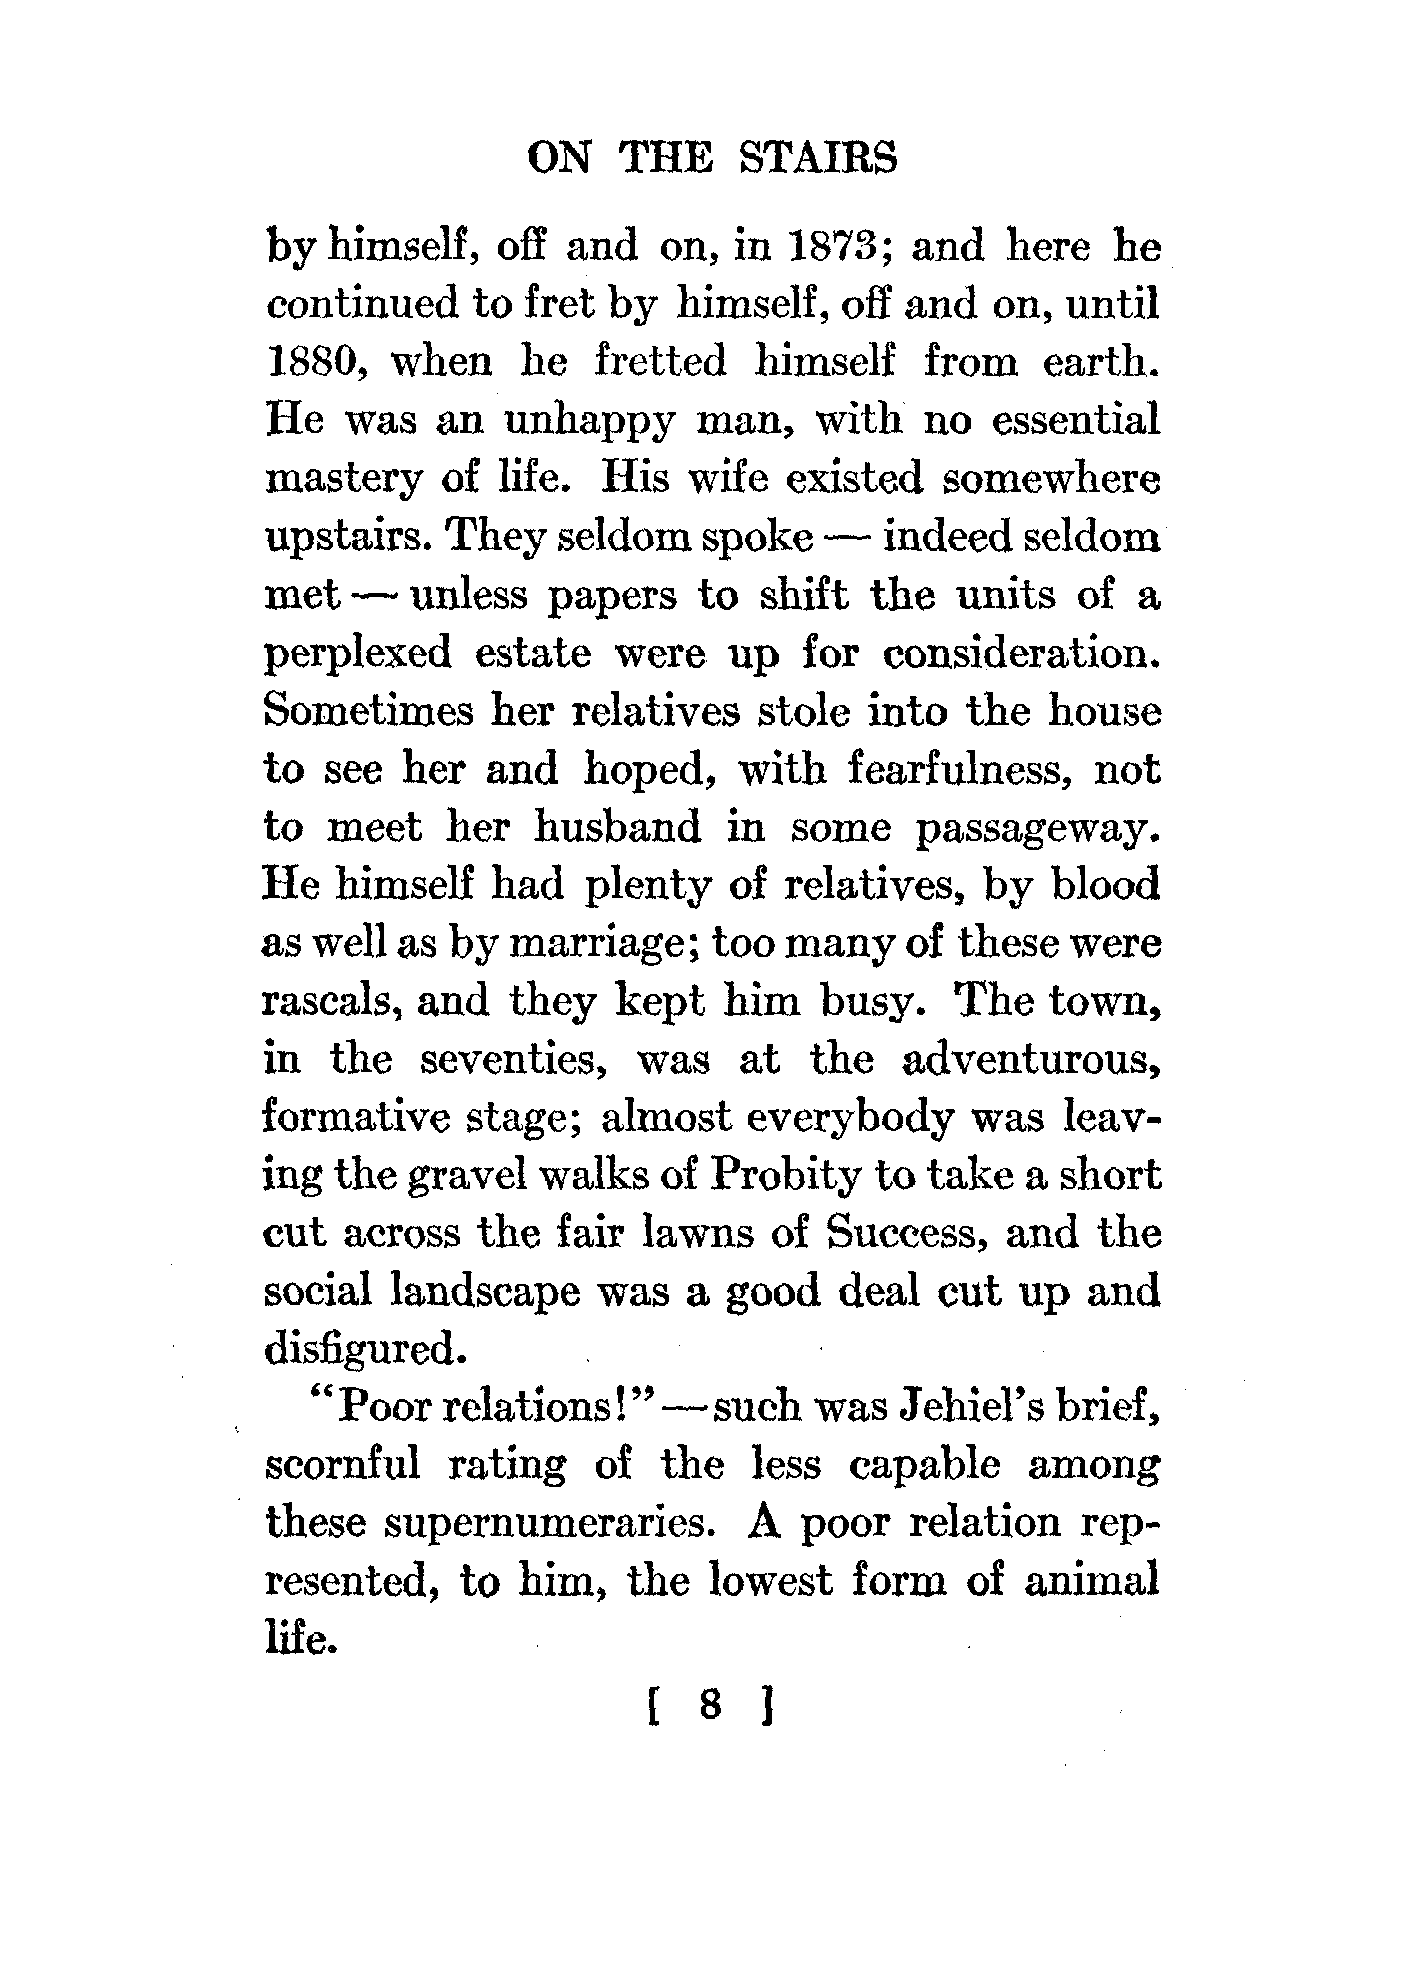 ON THE STAIRS
by himself, off and on, in 1873; and here he
continued to fret by himself, off and on, until
1880, when he fretted himself from earth.
He was an unhappy man, with no essential
mastery of life. His wife existed somewhere
upstairs. They seldom spoke — indeed seldom
met — unless papers to shift the units of a
perplexed estate were up for consideration.
Sometimes her relatives stole into the house
to see her and hoped, with fearfulness, not
to meet her husband in some passageway.
He himself had plenty of relatives, by blood
as well as by marriage; too many of these were
rascals, and they kept him busy. The town,
in the seventies, was at the adventurous,
formative stage; almost everybody was leav-
ing the gravel walks of Probity to take a short
cut across the fair lawns of Success, and the
social landscape was a good deal cut up and
disfigured.
“Poor relations!” — such was Jehiel’s brief,
scornful rating of the less capable among
these supernumeraries. A poor relation rep-
resented, to him, the lowest form of animal
life.
[ 8 ]